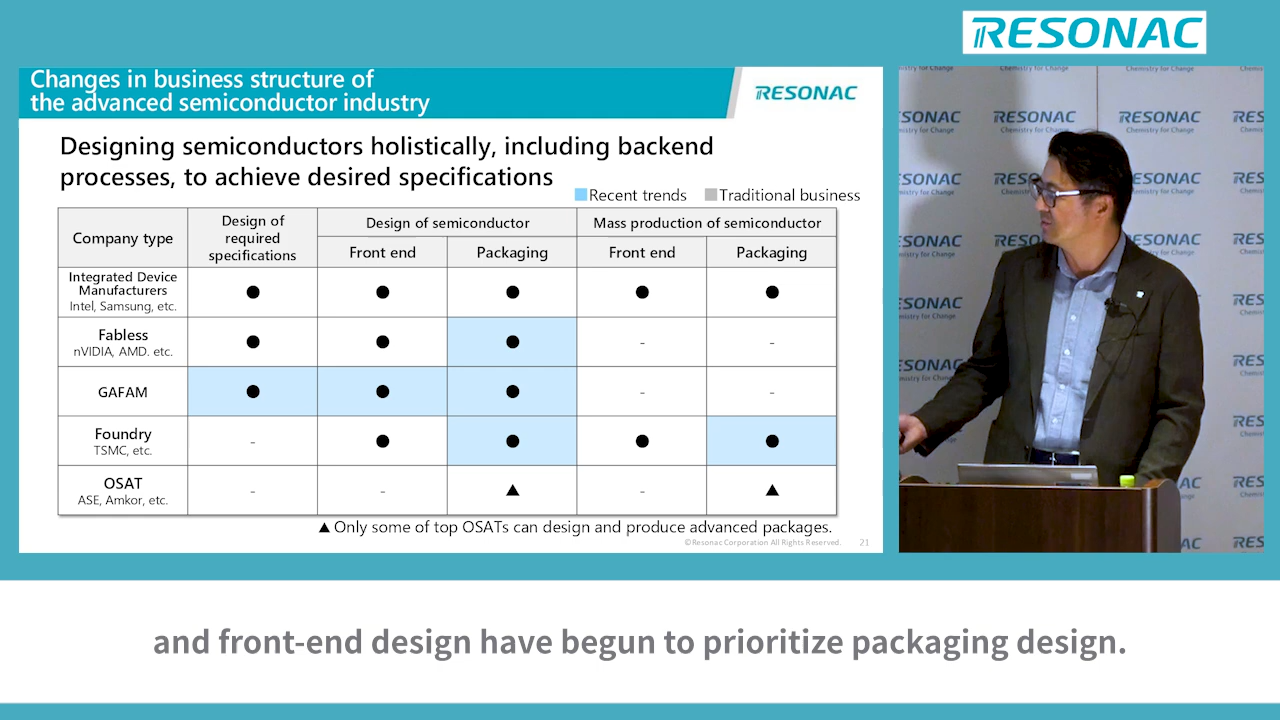 RESONAC
Changes in business structure of
the advanced semiconductor industry
RESONAC
Designing semiconductors holistically, including backend
processes, to achieve desired specifications
Recent trends Traditional business
Company type
Design of
required
specifications
Design of semiconductor
Mass production of semiconductor
Front end
Packaging
Front end
Packaging
Integrated Device
Manufacturers
Intel, Samsung, etc.
● ● ● ● ●
Fabless
nVIDIA, AMD. etc.
● ● ● - -
GAFAM
● ● ● - -
Foundry
TSMC, etc.
- ● ● ● ●
OSAT
ASE, Amkor, etc.
- - ▲ - ▲
▲ Only some of top OSATs can design and produce advanced packages.
©Resonac Corporation All Rights Reserved. 21
RESONAC
Chemistry for Change
and front-end design have begun to prioritize packaging design.